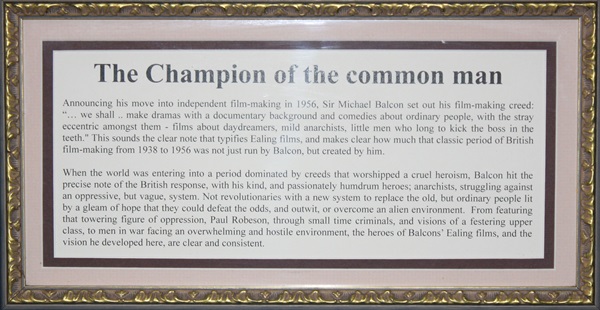 The Champion of the common man
Announcing his move into independent film-making in 1956, Sir Michael Balcon set out his film-making creed:
“… we shall .. make dramas with a documentary background and comedies about ordinary people, with the stray
eccentric amongst them - films about daydreamers, mild anarchists, little men who long to kick the boss in the
teeth." This sounds the clear note that typifies Ealing films, and makes clear how much that classic period of British
film-making from 1938 to 1956 was not just run by Balcon, but created by him.
When the world was entering into a period dominated by creeds that worshipped a cruel heroism, Balcon hit the
precise note of the British response, with his kind, and passionately humdrum heroes; anarchists, struggling against
an oppressive, but vague, system. Not revolutionaries with a new system to replace the old, but ordinary people lit
by a gleam of hope that they could defeat the odds, and outwit, or overcome an alien environment. From featuring
that towering figure of oppression, Paul Robeson, through small time criminals, and visions of a festering upper
class, to men in war facing an overwhelming and hostile environment, the heroes of Balcons’ Ealing films, and the
vision he developed here, are clear and consistent.